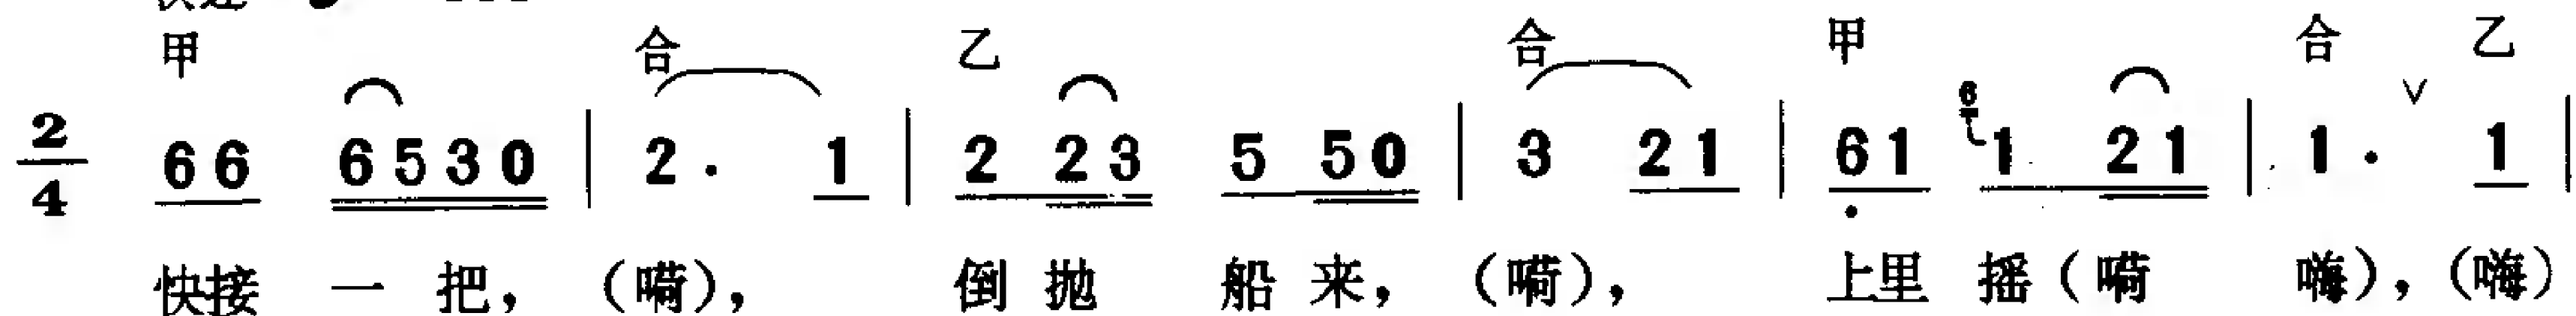 甲 合 乙 合 甲 合 乙
2/4 66 6530 | 2. 1 | 2 23 5 50 | 3 21 | 61 6 1 21 | 1. ∨ 1 |
快接 一 把，（嗬）， 倒 抛 船 来，（嗬）， 上里 摇（嗬 嗨），（嗨）